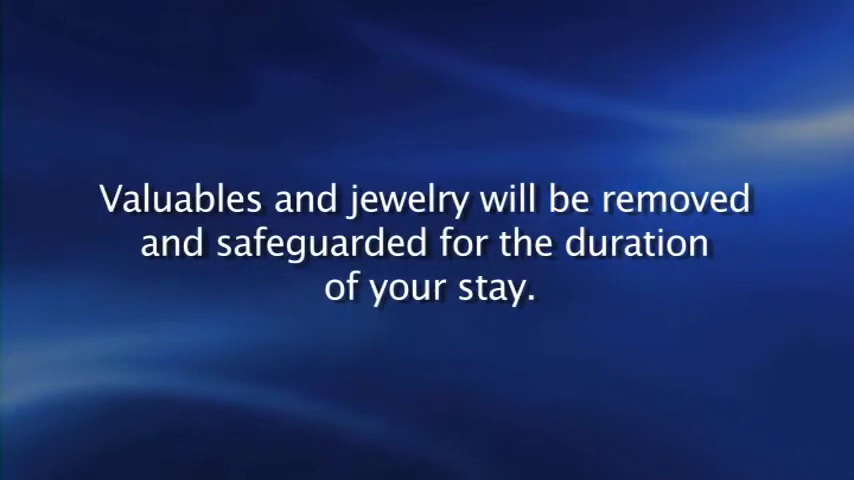 Valuables and jewelry will be removed
and safeguarded for the duration
of your stay.